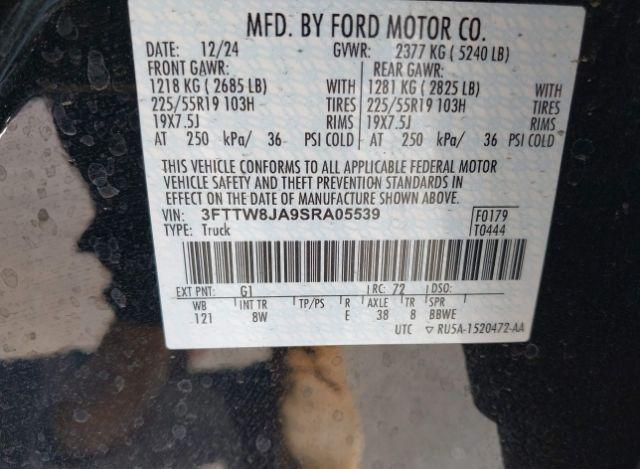 MFD. BY FORD MOTOR CO.
DATE: 12/24 GVWR: 2377 KG ( 5240 LB)
FRONT GAWR: REAR GAWR:
1218 KG ( 2685 LB) WITH 1281 KG ( 2825 LB) WITH
225/55R19 103H TIRES 225/55R19 103H TIRES
19X7.5J RIMS 19X7.5J RIMS
AT 250 kPa/ 36 PSI COLD AT 250 kPa/ 36 PSI COLD
THIS VEHICLE CONFORMS TO ALL APPLICABLE FEDERAL MOTOR
VEHICLE SAFETY AND THEFT PREVENTION STANDARDS IN
EFFECT ON THE DATE OF MANUFACTURE SHOWN ABOVE.
VIN: 3FTTW8JA9SRA05539 F0179
TYPE: Truck T0444
EXT PNT: G1 RC: 72 DSO:
WB INT TR TP/PS R AXLE TR SPR
121 8W E 38 8 BBWE
UTC ▽ RU5A-1520472-AA